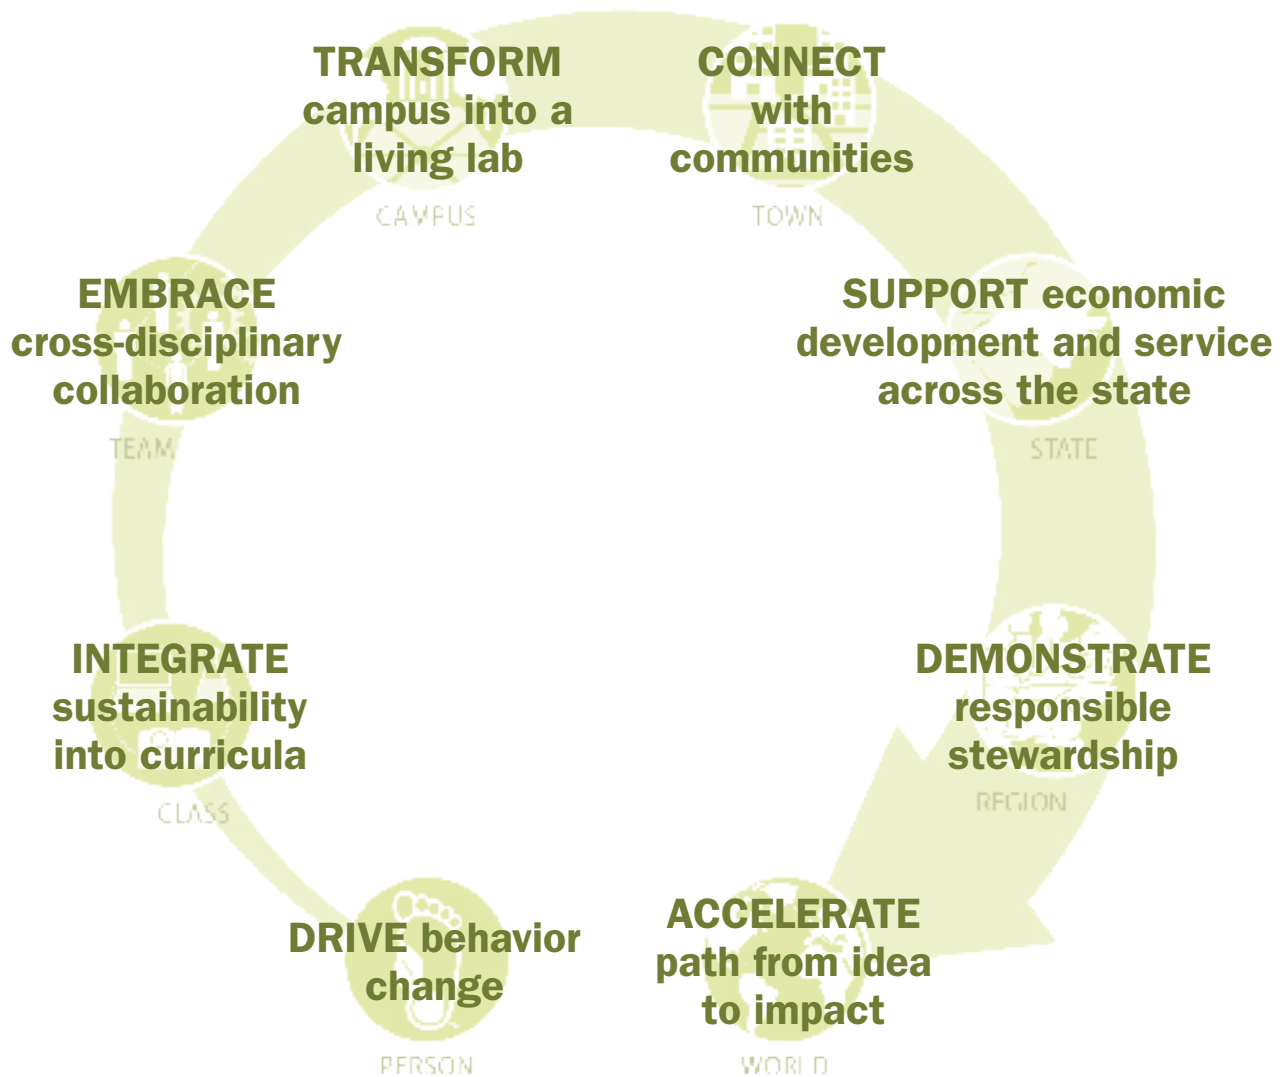 TRANSFORM
campus into a
living lab
CAMPUS
CONNECT
with
communities
TOWN
EMBRACE
cross-disciplinary
collaboration
TEAM
SUPPORT economic
development and service
across the state
STATE
INTEGRATE
sustainability
into curricula
CLASS
DEMONSTRATE
responsible
stewardship
REGION
DRIVE behavior
change
PERSON
ACCELERATE
path from idea
to impact
WORLD